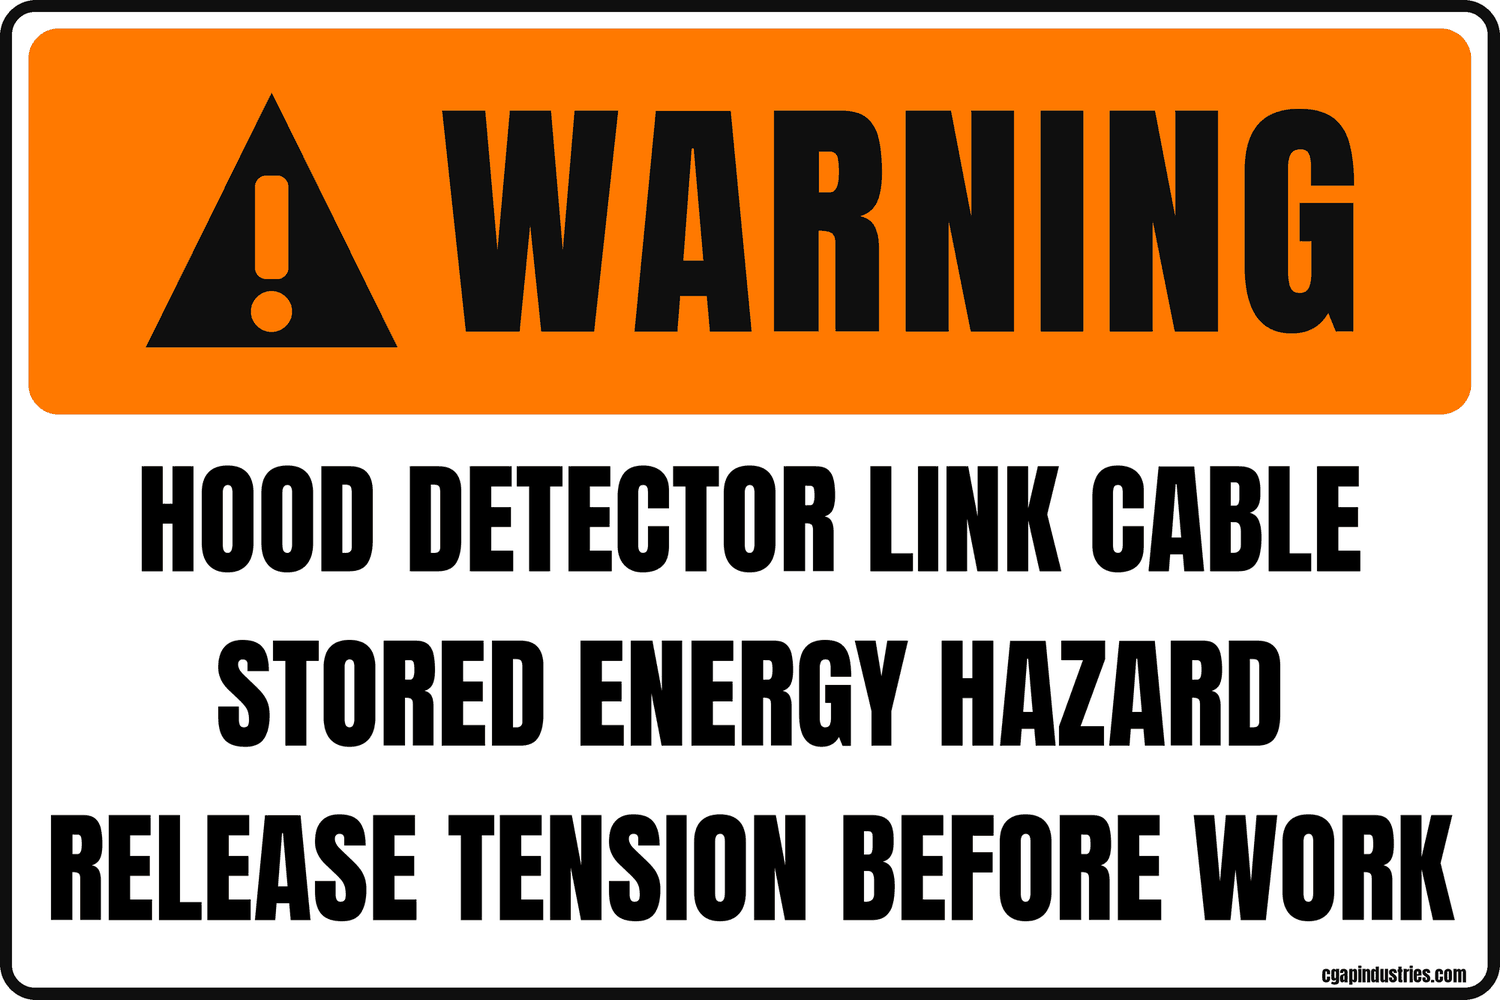 WARNING
HOOD DETECTOR LINK CABLE
STORED ENERGY HAZARD
RELEASE TENSION BEFORE WORK
cgapindustries.com